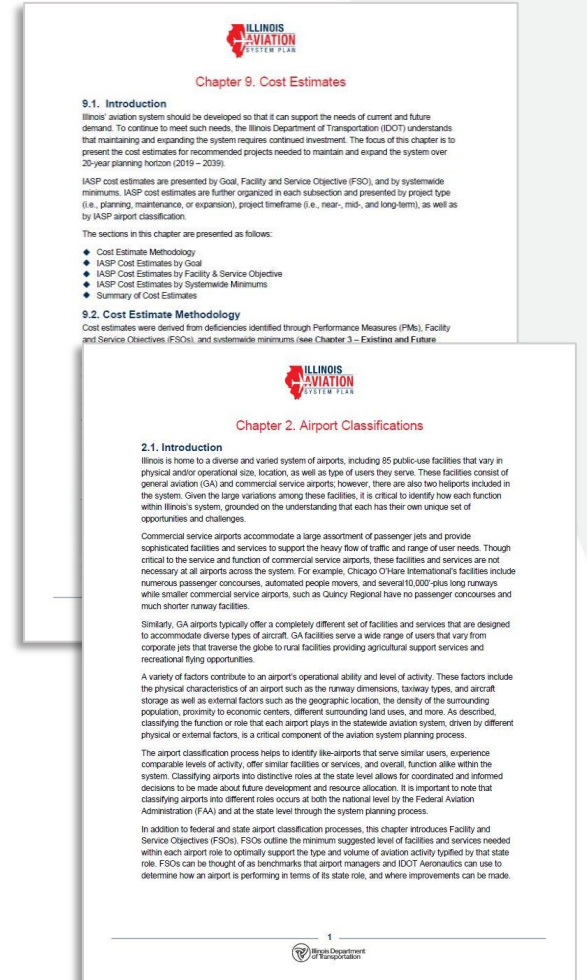 ILLINOIS
AVIATION
SYSTEM PLAN
Chapter 9. Cost Estimates
9.1. Introduction
Illinois' aviation system should be developed so that it can support the needs of current and future
demand. To continue to meet such needs, the Illinois Department of Transportation (IDOT) understands
that maintaining and expanding the system requires continued investment. The focus of this chapter is to
present the cost estimates for recommended projects needed to maintain and expand the system over
20-year planning horizon (2019 – 2039).
IASP cost estimates are presented by Goal, Facility and Service Objective (FSO), and by systemwide
minimums. IASP cost estimates are further organized in each subsection and presented by project type
(i.e., planning, maintenance, or expansion), project timeframe (i.e., near-, mid-, and long-term), as well as
by IASP airport classification.
The sections in this chapter are presented as follows:
◆ Cost Estimate Methodology
◆ IASP Cost Estimates by Goal
◆ IASP Cost Estimates by Facility & Service Objective
◆ IASP Cost Estimates by Systemwide Minimums
◆ Summary of Cost Estimates
9.2. Cost Estimate Methodology
Cost estimates were derived from deficiencies identified through Performance Measures (PMs), Facility
and Service Objectives (FSOs), and systemwide minimums (see Chapter 3 – Existing and Future
ILLINOIS
AVIATION
SYSTEM PLAN
Chapter 2. Airport Classifications
2.1. Introduction
Illinois is home to a diverse and varied system of airports, including 85 public-use facilities that vary in
physical and/or operational size, location, as well as type of users they serve. These facilities consist of
general aviation (GA) and commercial service airports; however, there are also two heliports included in
the system. Given the large variations among these facilities, it is critical to identify how each function
within Illinois's system, grounded on the understanding that each has their own unique set of
opportunities and challenges.
Commercial service airports accommodate a large assortment of passenger jets and provide
sophisticated facilities and services to support the heavy flow of traffic and range of user needs. Though
critical to the service and function of commercial service airports, these facilities and services are not
necessary at all airports across the system. For example, Chicago O'Hare International's facilities include
numerous passenger concourses, automated people movers, and several10,000'-plus long runways
while smaller commercial service airports, such as Quincy Regional have no passenger concourses and
much shorter runway facilities.
Similarly, GA airports typically offer a completely different set of facilities and services that are designed
to accommodate diverse types of aircraft. GA facilities serve a wide range of users that vary from
corporate jets that traverse the globe to rural facilities providing agricultural support services and
recreational flying opportunities.
A variety of factors contribute to an airport's operational ability and level of activity. These factors include
the physical characteristics of an airport such as the runway dimensions, taxiway types, and aircraft
storage as well as external factors such as the geographic location, the density of the surrounding
population, proximity to economic centers, different surrounding land uses, and more. As described,
classifying the function or role that each airport plays in the statewide aviation system, driven by different
physical or external factors, is a critical component of the aviation system planning process.
The airport classification process helps to identify like-airports that serve similar users, experience
comparable levels of activity, offer similar facilities or services, and overall, function alike within the
system. Classifying airports into distinctive roles at the state level allows for coordinated and informed
decisions to be made about future development and resource allocation. It is important to note that
classifying airports into different roles occurs at both the national level by the Federal Aviation
Administration (FAA) and at the state level through the system planning process.
In addition to federal and state airport classification processes, this chapter introduces Facility and
Service Objectives (FSOs). FSOs outline the minimum suggested level of facilities and services needed
within each airport role to optimally support the type and volume of aviation activity typified by that state
role. FSOs can be thought of as benchmarks that airport managers and IDOT Aeronautics can use to
determine how an airport is performing in terms of its state role, and where improvements can be made.
1
Illinois Department
of Transportation